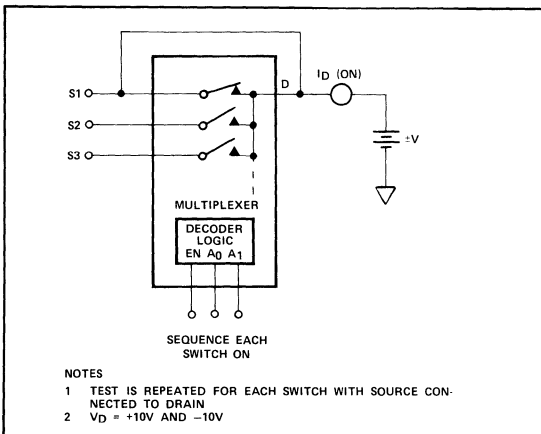 I_D (ON)
D
S1
S2
S3
±V
MULTIPLEXER
DECODER
LOGIC
EN A0 A1
SEQUENCE EACH
SWITCH ON
NOTES
1 TEST IS REPEATED FOR EACH SWITCH WITH SOURCE CON-
NECTED TO DRAIN
2 VD = +10V AND −10V